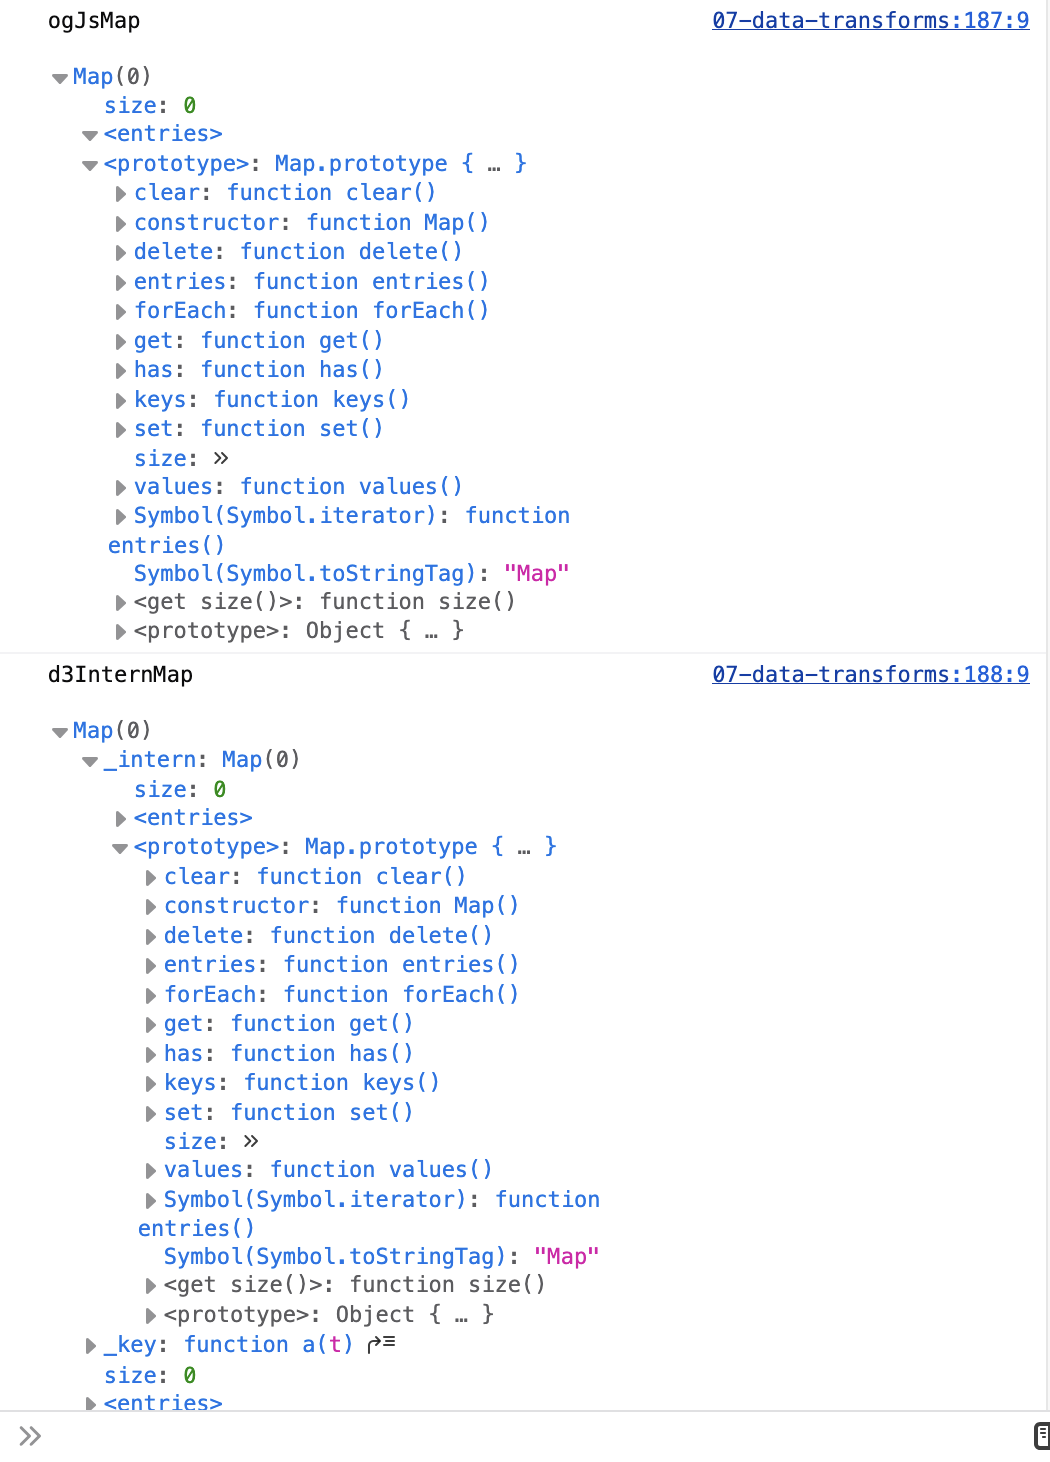 ogJsMap 07-data-transforms:187:9
Map(0)
size: 0
<entries>
<prototype>: Map.prototype { … }
clear: function clear()
constructor: function Map()
delete: function delete()
entries: function entries()
forEach: function forEach()
get: function get()
has: function has()
keys: function keys()
set: function set()
size: »
values: function values()
Symbol(Symbol.iterator): function
entries()
Symbol(Symbol.toStringTag): "Map"
<get size()>: function size()
<prototype>: Object { … }
d3InternMap 07-data-transforms:188:9
Map(0)
_intern: Map(0)
size: 0
<entries>
<prototype>: Map.prototype { … }
clear: function clear()
constructor: function Map()
delete: function delete()
entries: function entries()
forEach: function forEach()
get: function get()
has: function has()
keys: function keys()
set: function set()
size: »
values: function values()
Symbol(Symbol.iterator): function
entries()
Symbol(Symbol.toStringTag): "Map"
<get size()>: function size()
<prototype>: Object { … }
_key: function a(t)
size: 0
<entries>